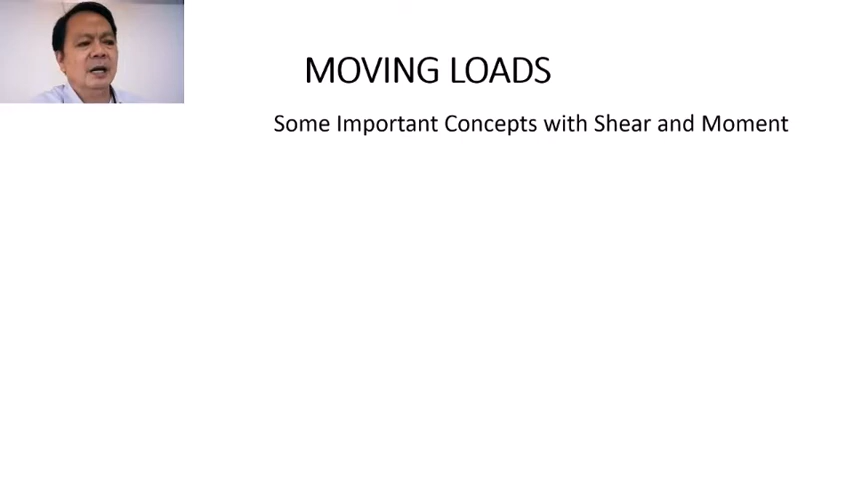 MOVING LOADS
Some Important Concepts with Shear and Moment